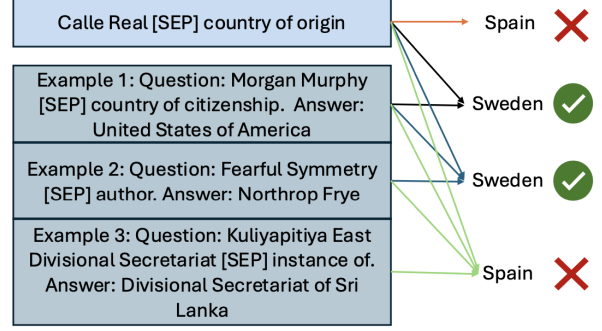 Calle Real [SEP] country of origin
Spain
Example 1: Question: Morgan Murphy
[SEP] country of citizenship. Answer:
United States of America
Sweden
Example 2: Question: Fearful Symmetry
[SEP] author. Answer: Northrop Frye
Sweden
Example 3: Question: Kuliyapitiya East
Divisional Secretariat [SEP] instance of.
Answer: Divisional Secretariat of Sri
Lanka
Spain